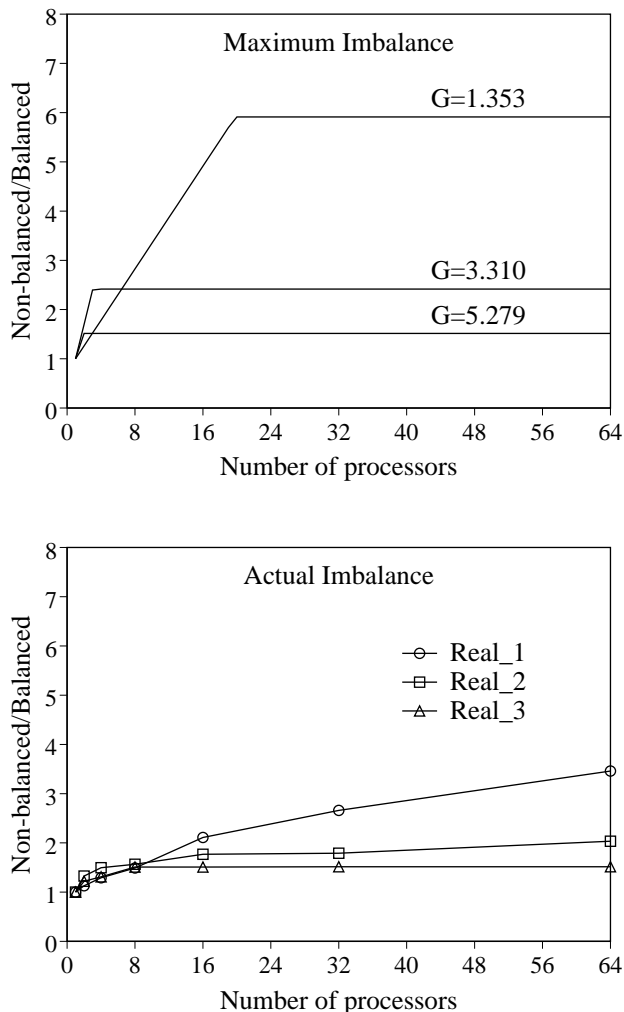 Maximum Imbalance
Non-balanced/Balanced
8
7
6
5
4
3
2
1
0
G=1.353
G=3.310
G=5.279
0 8 16 24 32 40 48 56 64
Number of processors
Actual Imbalance
Non-balanced/Balanced
8
7
6
5
4
3
2
1
0
Real_1
Real_2
Real_3
0 8 16 24 32 40 48 56 64
Number of processors